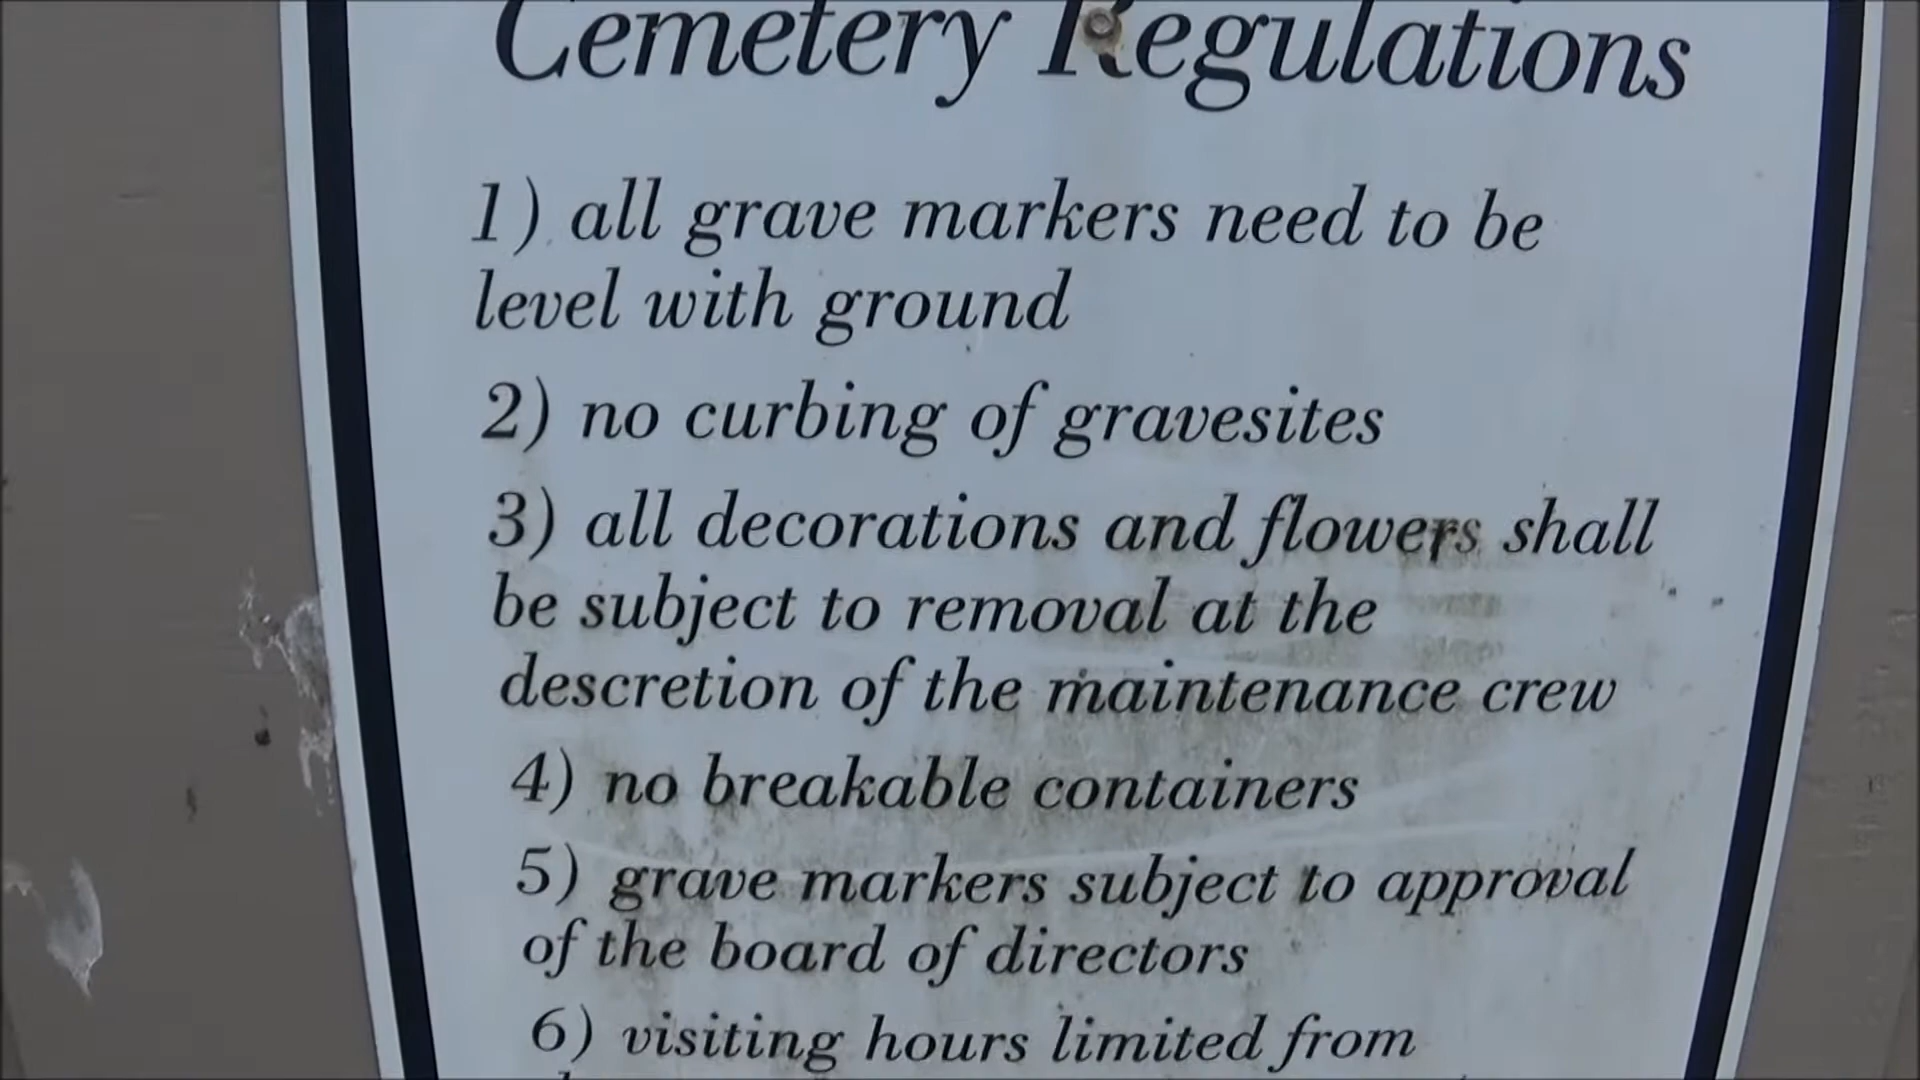 Cemetery Regulations
1) all grave markers need to be
level with ground
2) no curbing of gravesites
3) all decorations and flowers shall
be subject to removal at the
descretion of the maintenance crew
4) no breakable containers
5) grave markers subject to approval
of the board of directors
6) visiting hours limited from